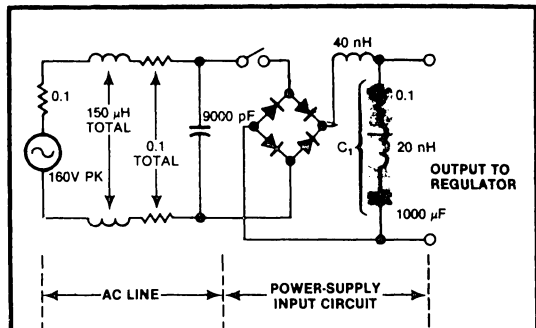 40 nH
0.1
150 μH
TOTAL
0.1
TOTAL
9000 pF
160V PK
C₁
0.1
20 nH
1000 μF
OUTPUT TO
REGULATOR
AC LINE
POWER-SUPPLY
INPUT CIRCUIT